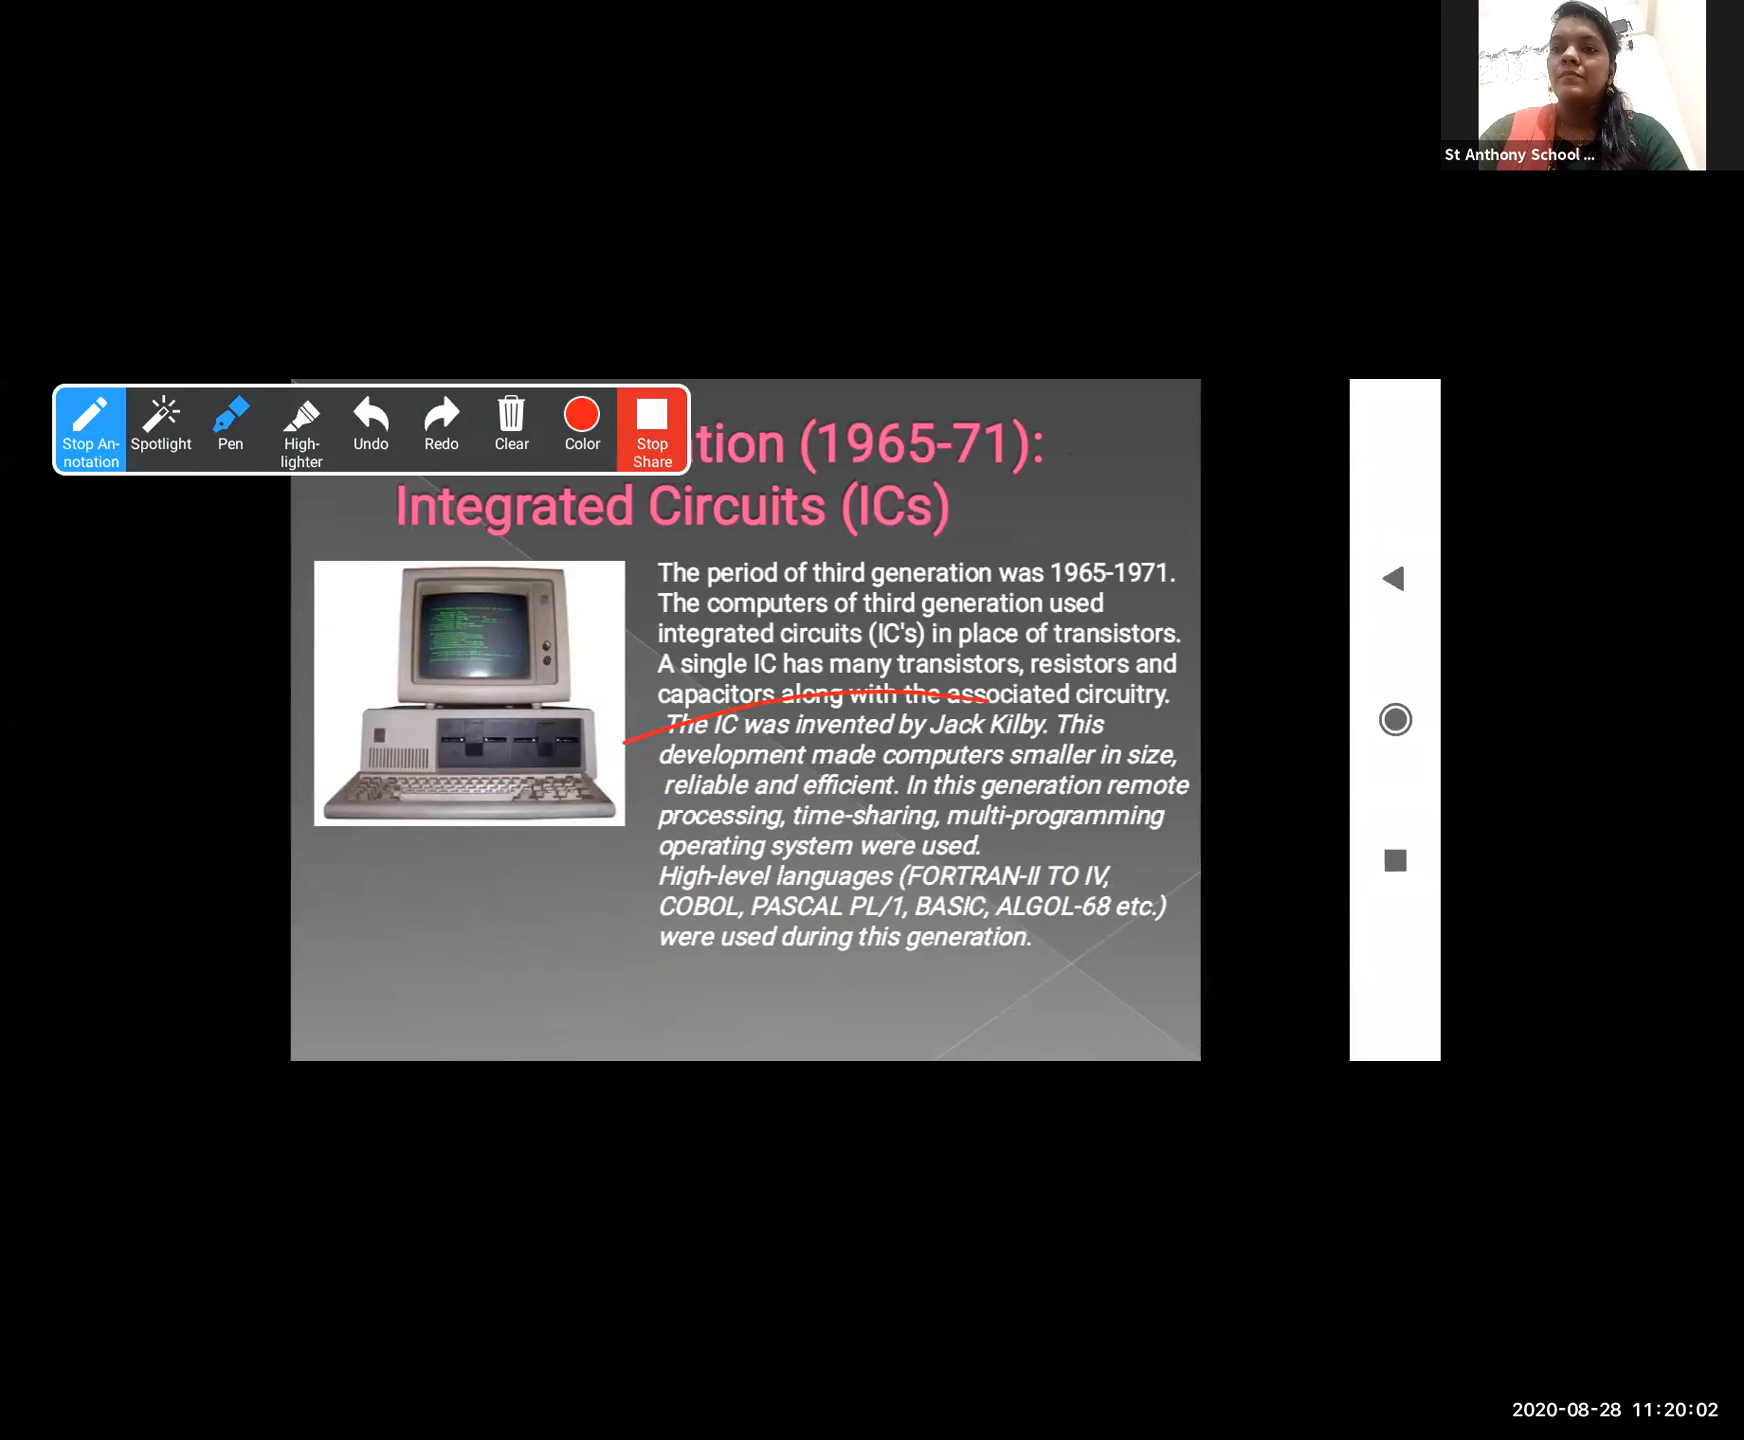 St Anthony School ...
Stop An-
notation
Spotlight
Pen
High-
lighter
Undo
Redo
Clear
Color
Stop
Share
tion (1965-71):
Integrated Circuits (ICs)
The period of third generation was 1965-1971.
The computers of third generation used
integrated circuits (IC's) in place of transistors.
A single IC has many transistors, resistors and
capacitors along with the associated circuitry.
The IC was invented by Jack Kilby. This
development made computers smaller in size,
reliable and efficient. In this generation remote
processing, time-sharing, multi-programming
operating system were used.
High-level languages (FORTRAN-II TO IV,
COBOL, PASCAL PL/1, BASIC, ALGOL-68 etc.)
were used during this generation.
2020-08-28 11:20:02